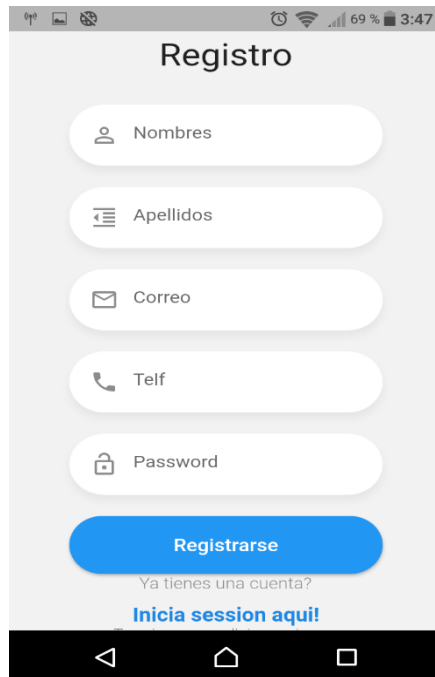 69 % 3:47
Registro
Nombres
Apellidos
Correo
Telf
Password
Registrarse
Ya tienes una cuenta?
Inicia session aqui!